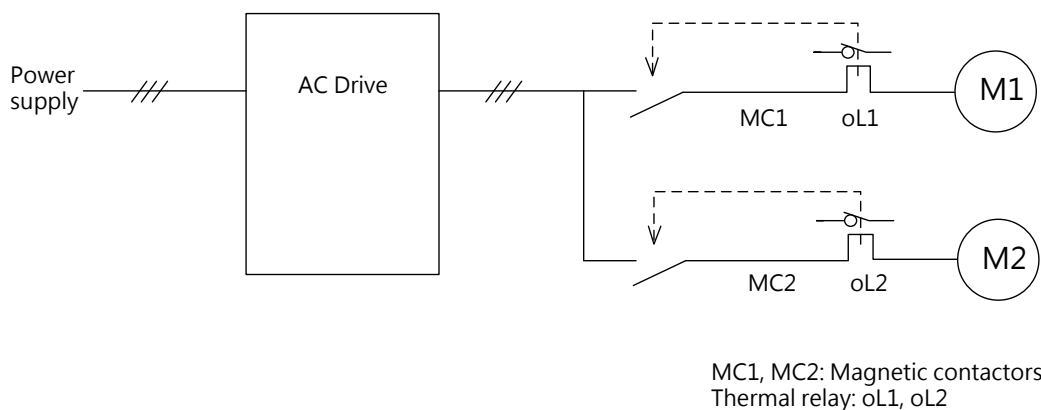 Power
supply
AC Drive
MC1
oL1
M1
MC2
oL2
M2
MC1, MC2: Magnetic contactors
Thermal relay: oL1, oL2